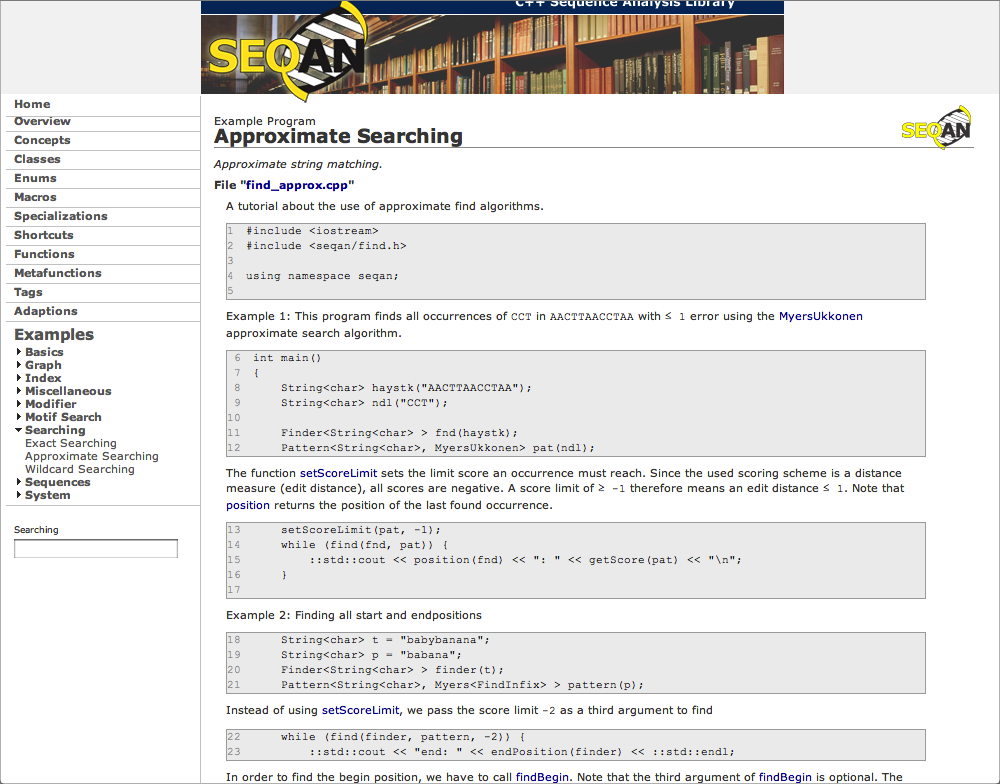 C++ Sequence Analysis Library
SEQAN
Home
Overview
Concepts
Classes
Enums
Macros
Specializations
Shortcuts
Functions
Metafunctions
Tags
Adaptions
Examples
Basics
Graph
Index
Miscellaneous
Modifier
Motif Search
Searching
Exact Searching
Approximate Searching
Wildcard Searching
Sequences
System
Searching
Example Program
Approximate Searching
SEQAN
Approximate string matching.
File "find_approx.cpp"
A tutorial about the use of approximate find algorithms.
1 #include <iostream>
2 #include <seqan/find.h>
3
4 using namespace seqan;
5
Example 1: This program finds all occurrences of CCT in AACTTAACCTAA with ≤ 1 error using the MyersUkkonen
approximate search algorithm.
6 int main()
7 {
8     String<char> haystk("AACTTAACCTAA");
9     String<char> ndl("CCT");
10
11     Finder<String<char> > fnd(haystk);
12     Pattern<String<char>, MyersUkkonen> pat(ndl);
The function setScoreLimit sets the limit score an occurrence must reach. Since the used scoring scheme is a distance
measure (edit distance), all scores are negative. A score limit of ≥ -1 therefore means an edit distance ≤ 1. Note that
position returns the position of the last found occurrence.
13     setScoreLimit(pat, -1);
14     while (find(fnd, pat)) {
15         ::std::cout << position(fnd) << ": " << getScore(pat) << "\n";
16     }
17
Example 2: Finding all start and endpositions
18     String<char> t = "babybanana";
19     String<char> p = "babana";
20     Finder<String<char> > finder(t);
21     Pattern<String<char>, Myers<FindInfix> > pattern(p);
Instead of using setScoreLimit, we pass the score limit -2 as a third argument to find
22     while (find(finder, pattern, -2)) {
23         ::std::cout << "end: " << endPosition(finder) << ::std::endl;
In order to find the begin position, we have to call findBegin. Note that the third argument of findBegin is optional. The